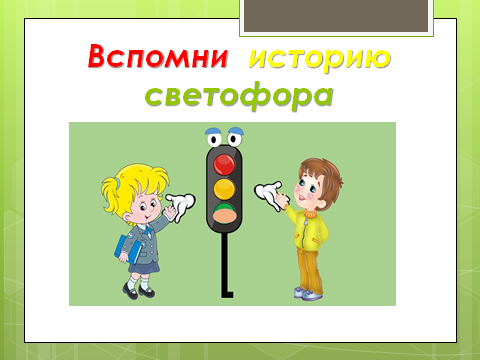 Вспомни историю
светофора